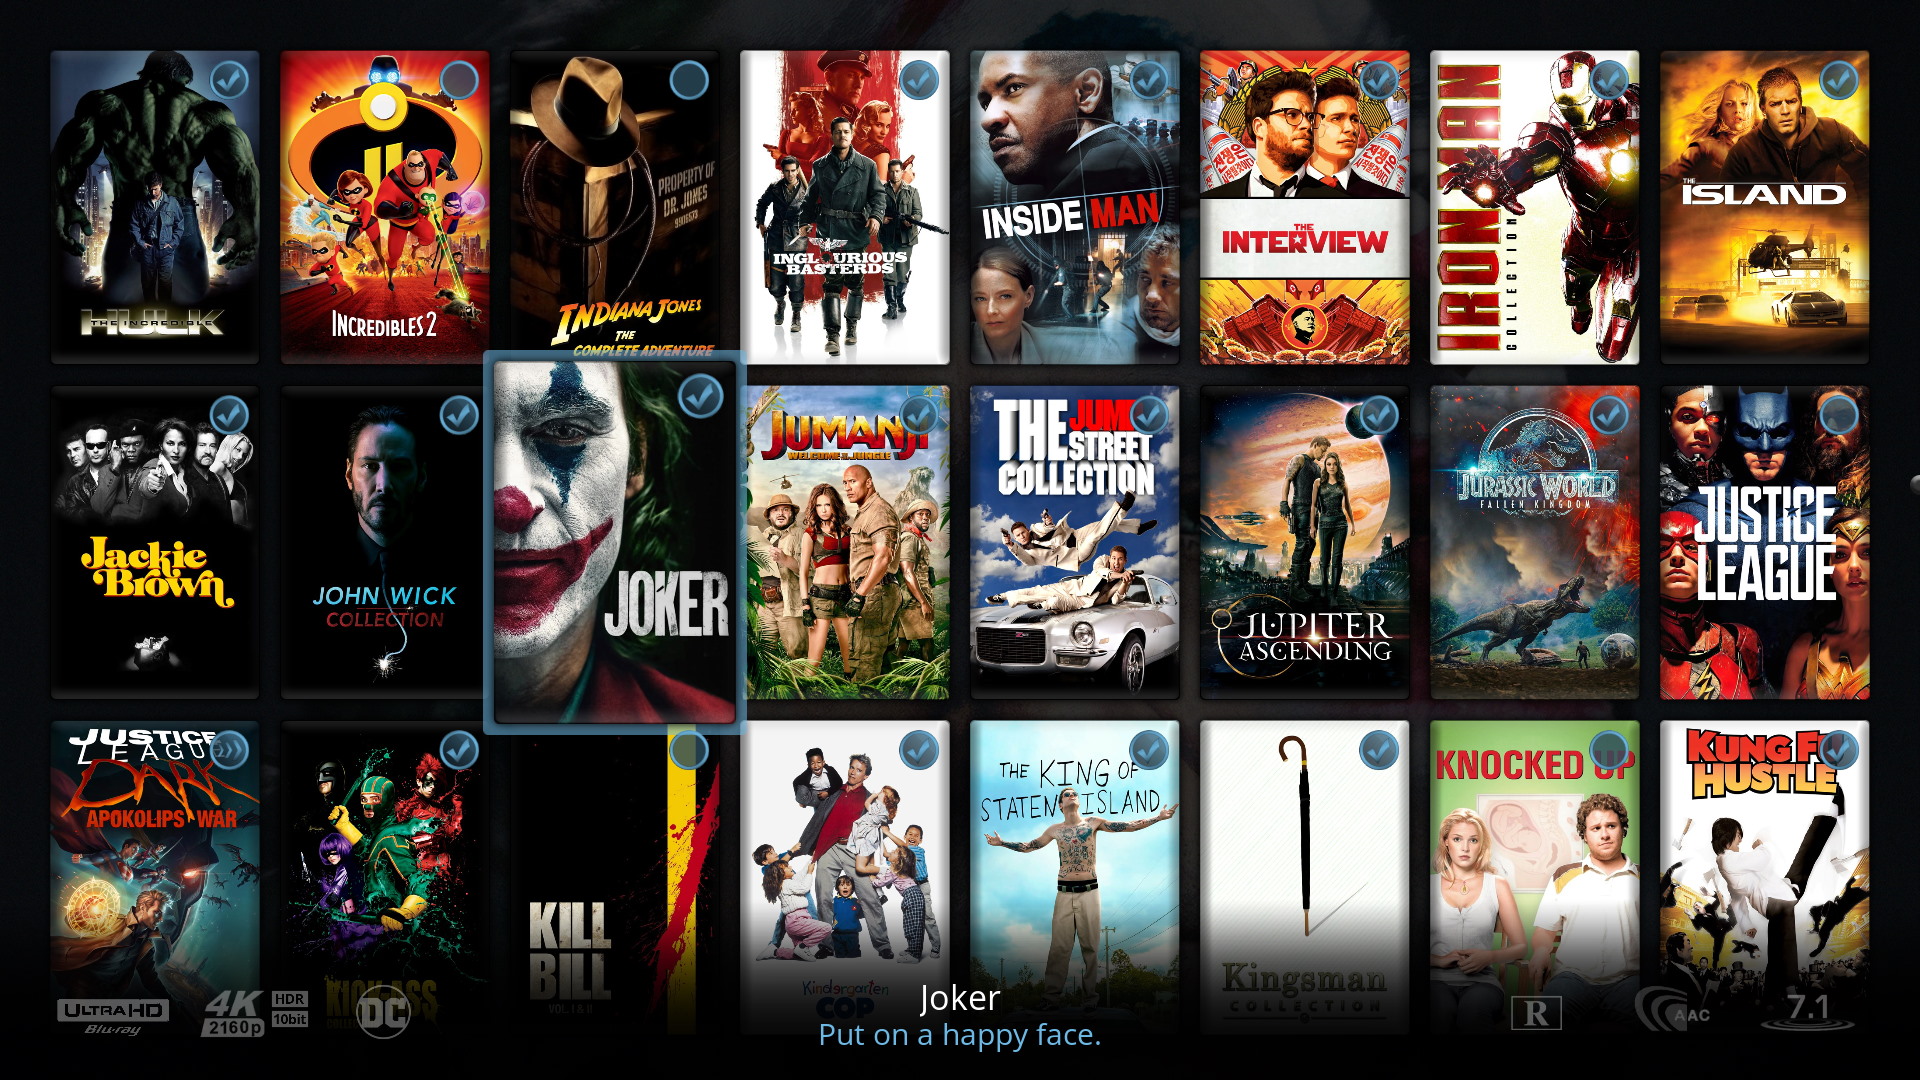 THE INCREDIBLE
HULK
INCREDIBLES 2
PROPERTY OF
DR. JONES
INDIANA JONES
THE
COMPLETE ADVENTURE
INGLOURIOUS
BASTERDS
INSIDE MAN
THE
INTERVIEW
IRON MAN
COLLECTION
THE
ISLAND
Jackie
Brown
JOHN WICK
COLLECTION
JOKER
JUMANJI
WELCOME TO THE JUNGLE
THE JUMP
STREET
COLLECTION
JUPITER
ASCENDING
JURASSIC WORLD
FALLEN KINGDOM
JUSTICE
LEAGUE
JUSTICE
LEAGUE
DARK
APOKOLIPS WAR
KICK-ASS
KILL
BILL
VOL. I & II
Kindergarten
COP
THE KING OF
STATEN ISLAND
Kingsman
COLLECTION
KNOCKED UP
KUNG FU
HUSTLE
ULTRA HD
Blu-ray
4K
2160p
HDR
10bit
DC
Joker
Put on a happy face.
R
AAC
7.1